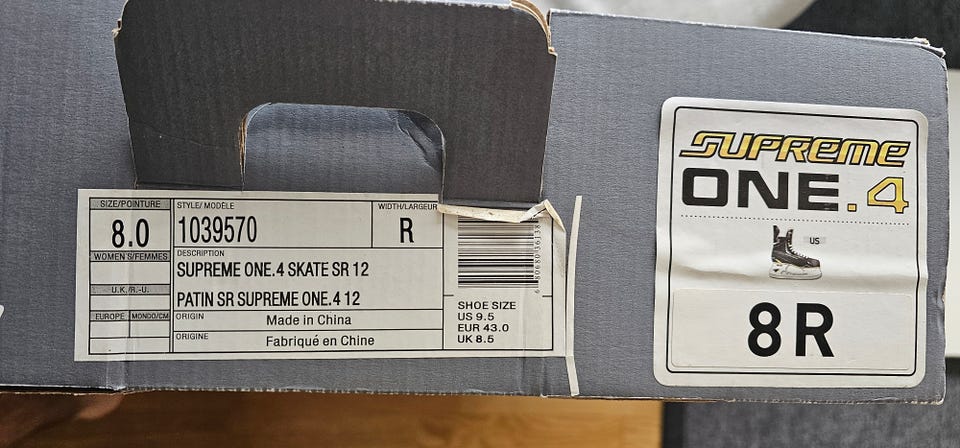 SIZE/POINTURE
8.0
WOMEN'S/FEMMES
U.K./R.-U.
EUROPE
MONDO/CM
STYLE/ MODÈLE
1039570
WIDTH/LARGEUR
R
DESCRIPTION
SUPREME ONE.4 SKATE SR 12
PATIN SR SUPREME ONE.4 12
ORIGIN
Made in China
ORIGINE
Fabriqué en Chine
SHOE SIZE
US 9.5
EUR 43.0
UK 8.5
SUPREME
ONE.4
US
8R